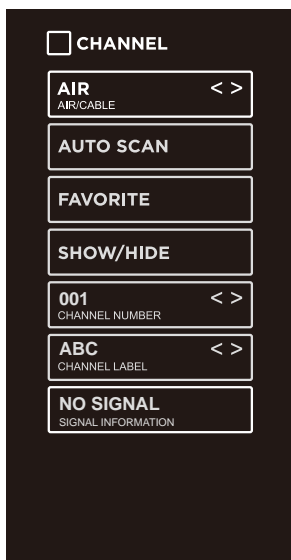 CHANNEL
AIR < >
AIR/CABLE
AUTO SCAN
FAVORITE
SHOW/HIDE
001 < >
CHANNEL NUMBER
ABC < >
CHANNEL LABEL
NO SIGNAL
SIGNAL INFORMATION